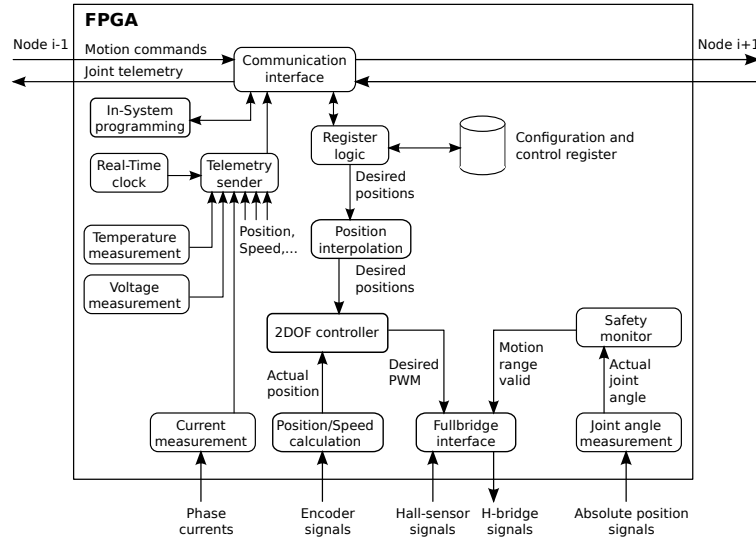 FPGA
Node i-1
Motion commands
Node i+1
Communication
interface
Joint telemetry
In-System
programming
Register
logic
Configuration and
control register
Real-Time
clock
Telemetry
sender
Desired
positions
Temperature
measurement
Position,
Speed,...
Position
interpolation
Voltage
measurement
Desired
positions
2DOF controller
Safety
monitor
Actual
position
Desired
PWM
Motion
range
valid
Actual
joint
angle
Current
measurement
Position/Speed
calculation
Fullbridge
interface
Joint angle
measurement
Phase
currents
Encoder
signals
Hall-sensor
signals
H-bridge
signals
Absolute position
signals